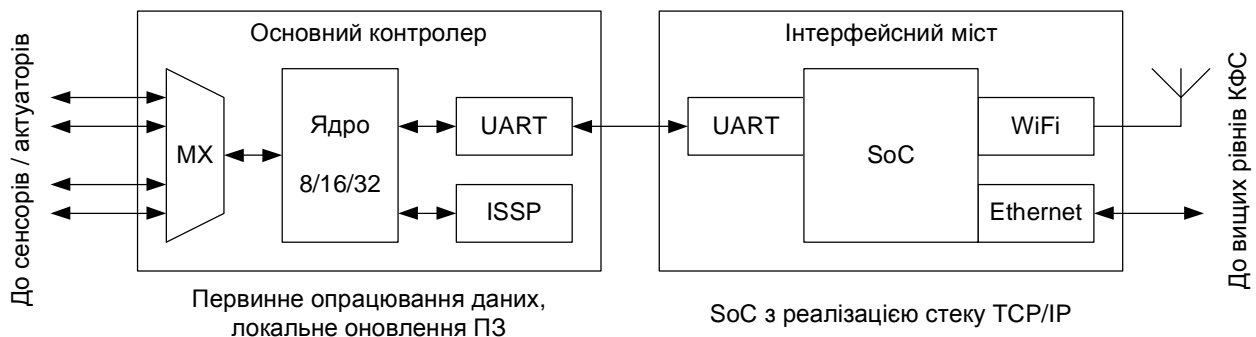 До сенсорів / актуаторів
Основний контролер
MX
Ядро
8/16/32
UART
ISSP
Первинне опрацювання даних,
локальне оновлення ПЗ
Інтерфейсний міст
UART
SoC
WiFi
Ethernet
SoC з реалізацією стеку TCP/IP
До вищих рівнів КФС